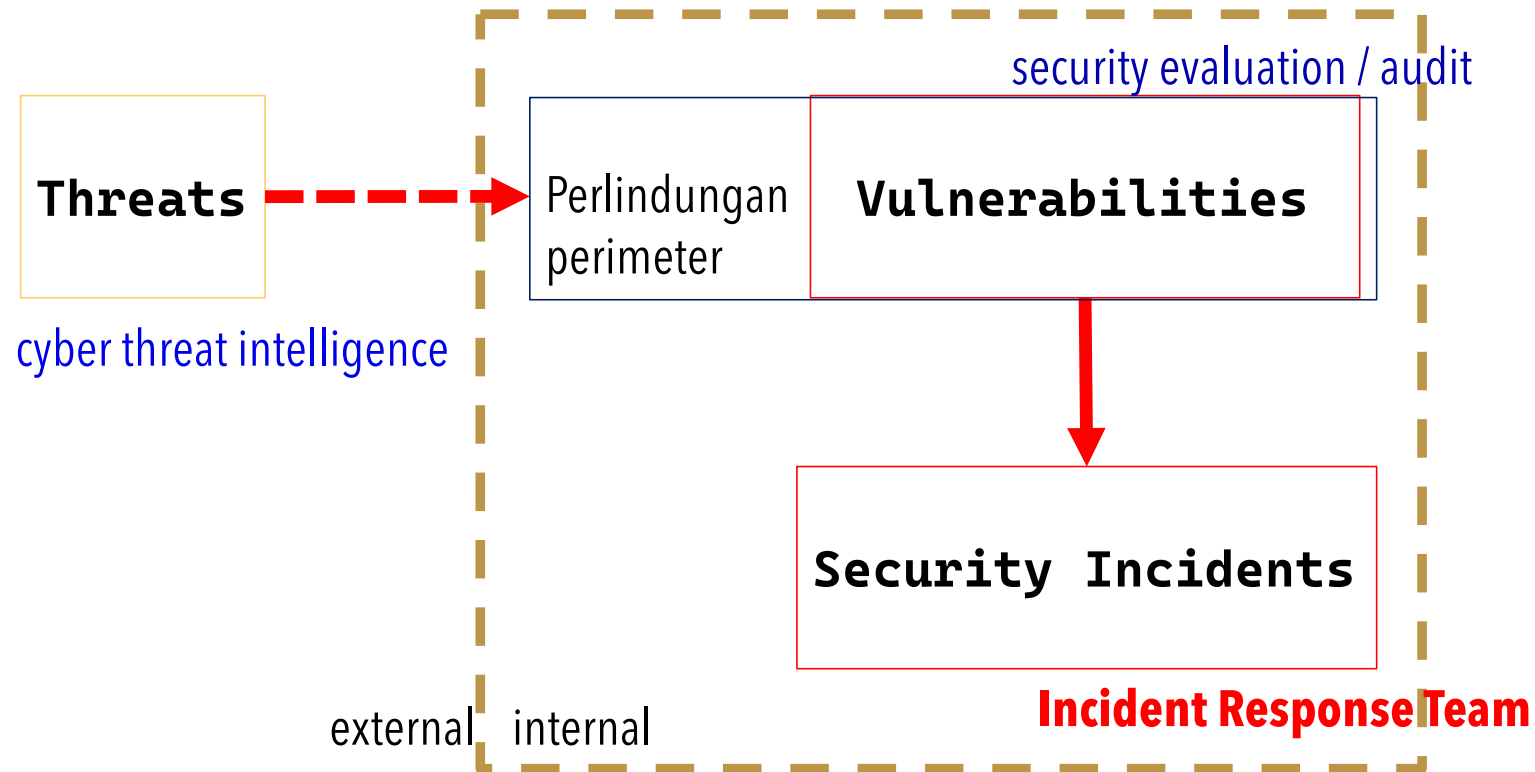 security evaluation / audit
Threats
Perlindungan
perimeter
Vulnerabilities
cyber threat intelligence
Security Incidents
Incident Response Team
external
internal